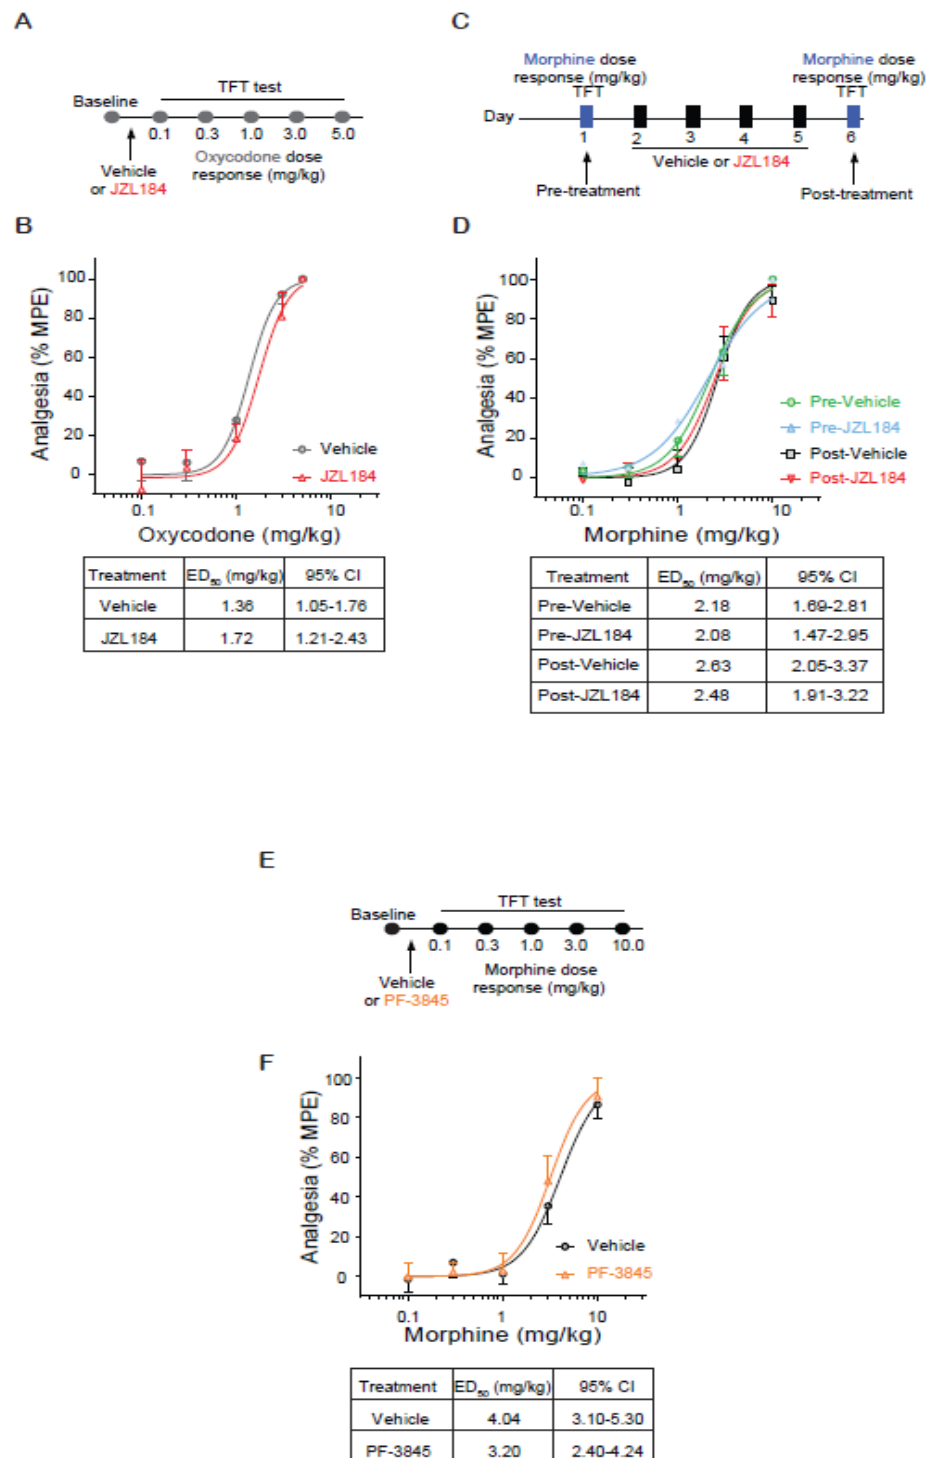 A
TFT test
Baseline
0.1 0.3 1.0 3.0 5.0
Vehicle
or JZL184
Oxycodone dose
response (mg/kg)
C
Morphine dose
response (mg/kg)
TFT
Morphine dose
response (mg/kg)
TFT
Day
1 2 3 4 5 6
Vehicle or JZL184
Pre-treatment
Post-treatment
B
Analgesia (% MPE)
100
80
60
40
20
0
Vehicle
JZL184
0.1 1 10
Oxycodone (mg/kg)
Treatment ED50 (mg/kg) 95% CI
Vehicle 1.36 1.05-1.76
JZL184 1.72 1.21-2.43
D
Analgesia (% MPE)
100
80
60
40
20
0
Pre-Vehicle
Pre-JZL184
Post-Vehicle
Post-JZL184
0.1 1 10
Morphine (mg/kg)
Treatment ED50 (mg/kg) 95% CI
Pre-Vehicle 2.18 1.69-2.81
Pre-JZL184 2.08 1.47-2.95
Post-Vehicle 2.63 2.05-3.37
Post-JZL184 2.48 1.91-3.22
E
TFT test
Baseline
0.1 0.3 1.0 3.0 10.0
Vehicle
or PF-3845
Morphine dose
response (mg/kg)
F
Analgesia (% MPE)
100
80
60
40
20
0
Vehicle
PF-3845
0.1 1 10
Morphine (mg/kg)
Treatment ED50 (mg/kg) 95% CI
Vehicle 4.04 3.10-5.30
PF-3845 3.20 2.40-4.24